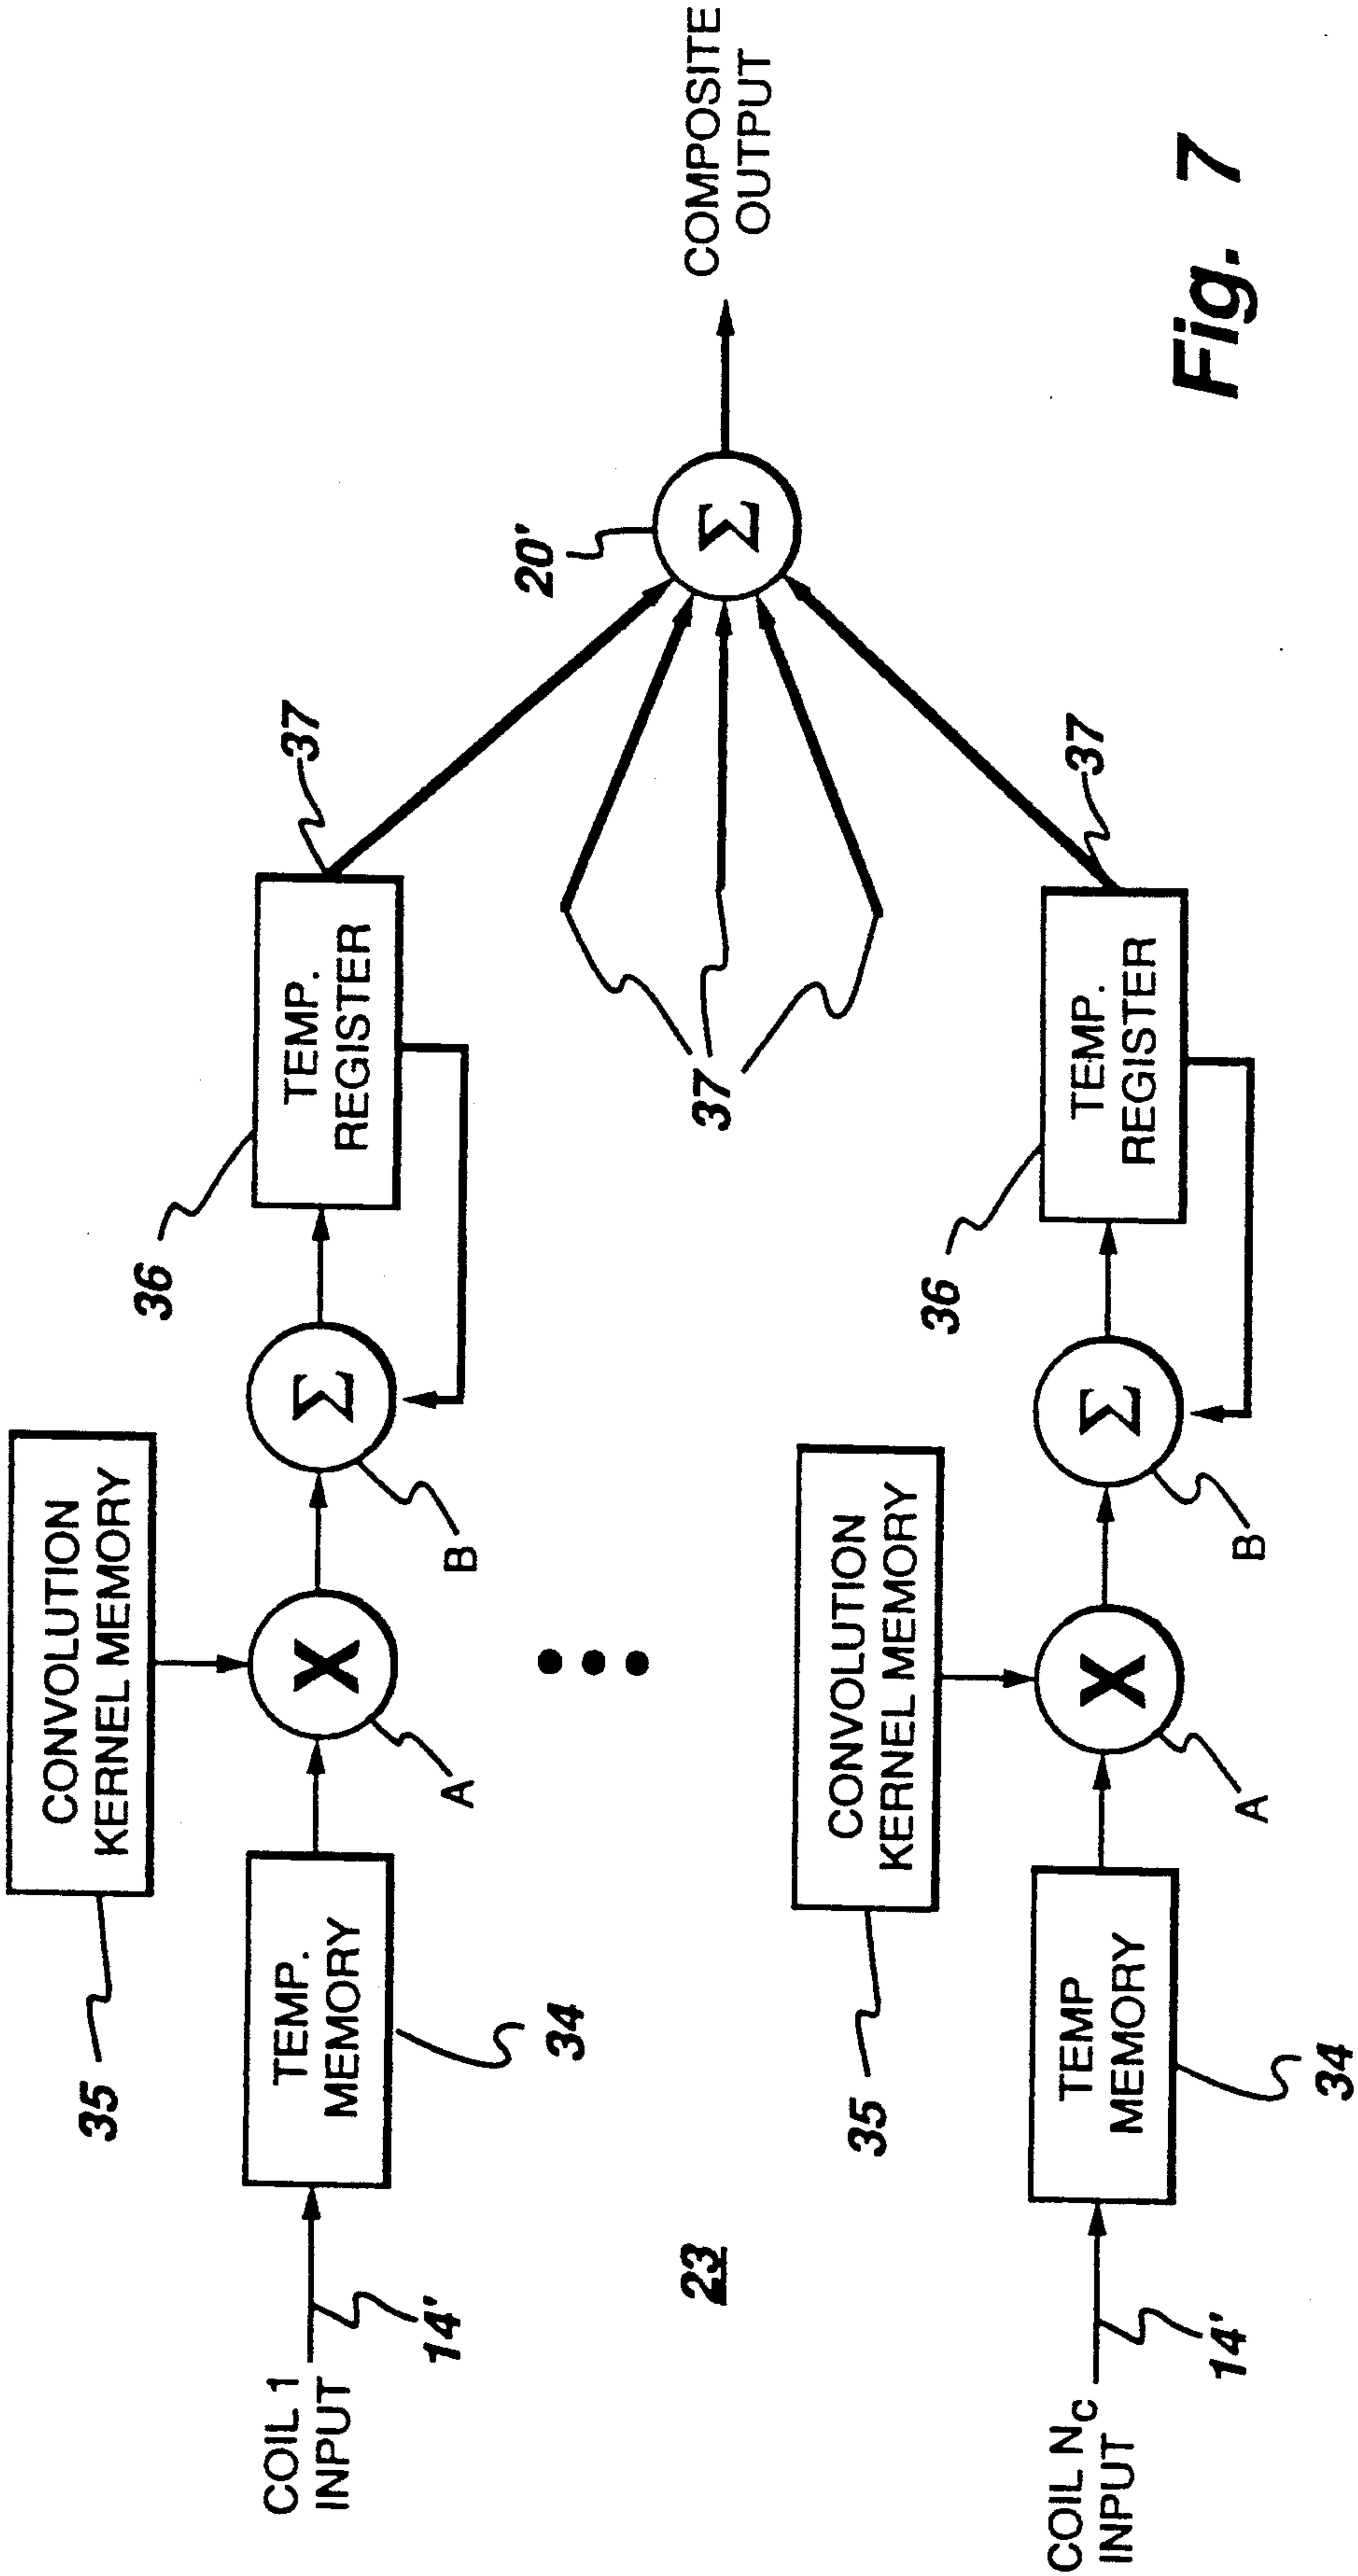 35
CONVOLUTION
KERNEL MEMORY
36
37
COIL 1
INPUT
14'
TEMP.
MEMORY
34
X
A
Σ
B
TEMP.
REGISTER
20'
Σ
COMPOSITE
OUTPUT
23
37
35
CONVOLUTION
KERNEL MEMORY
36
37
COIL NC
INPUT
14'
TEMP
MEMORY
34
X
A
Σ
B
TEMP.
REGISTER
Fig. 7